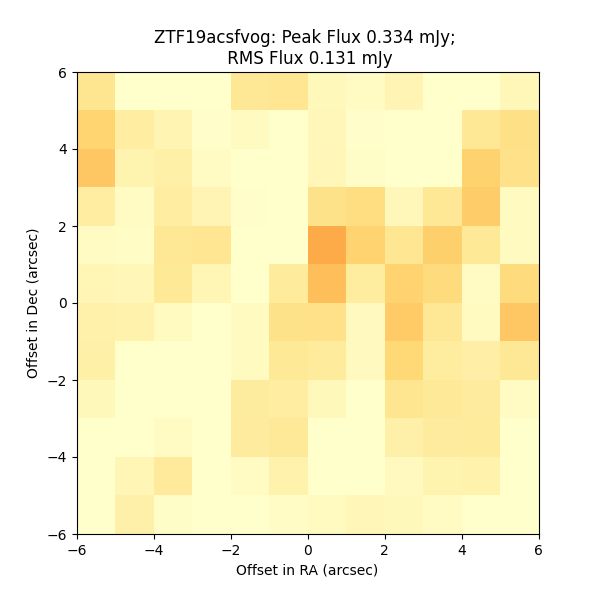 ZTF19acsfvog: Peak Flux 0.334 mJy;
RMS Flux 0.131 mJy
6
4
2
0
−2
−4
−6
Offset in Dec (arcsec)
−6 −4 −2 0 2 4 6
Offset in RA (arcsec)